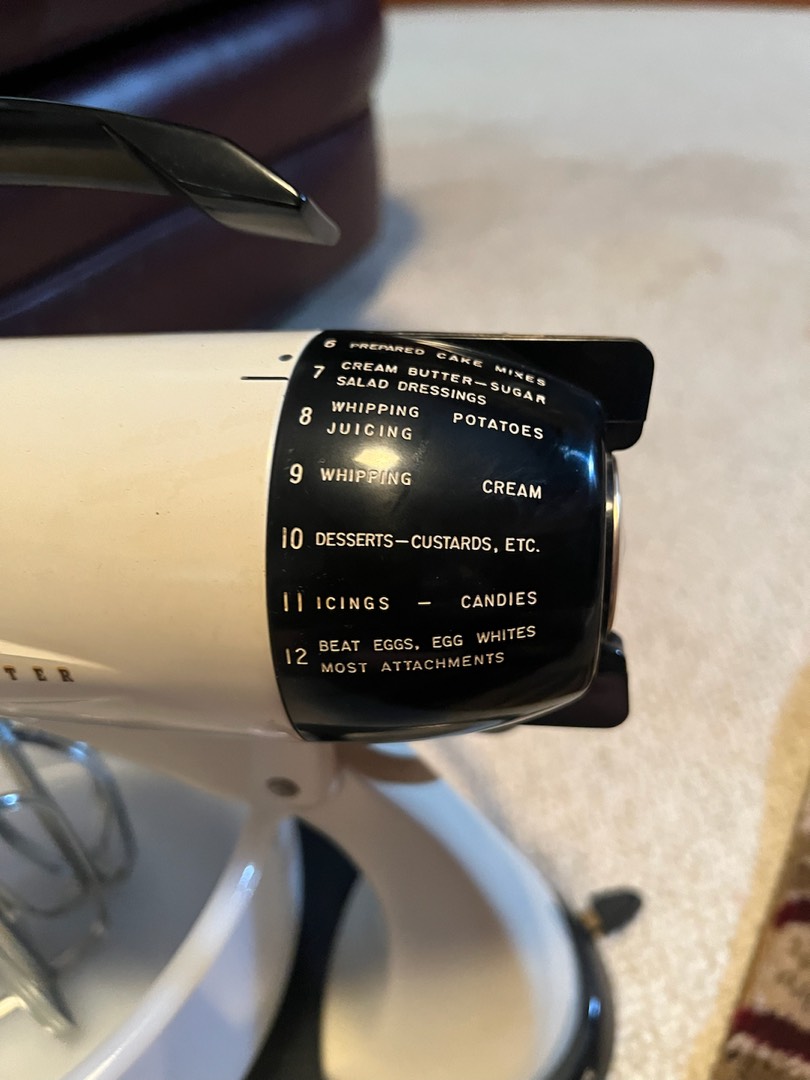 6 PREPARED CAKE MIXES
7 CREAM BUTTER—SUGAR
SALAD DRESSINGS
8 WHIPPING POTATOES
JUICING
9 WHIPPING CREAM
10 DESSERTS—CUSTARDS, ETC.
11 ICINGS — CANDIES
12 BEAT EGGS, EGG WHITES
MOST ATTACHMENTS
TER